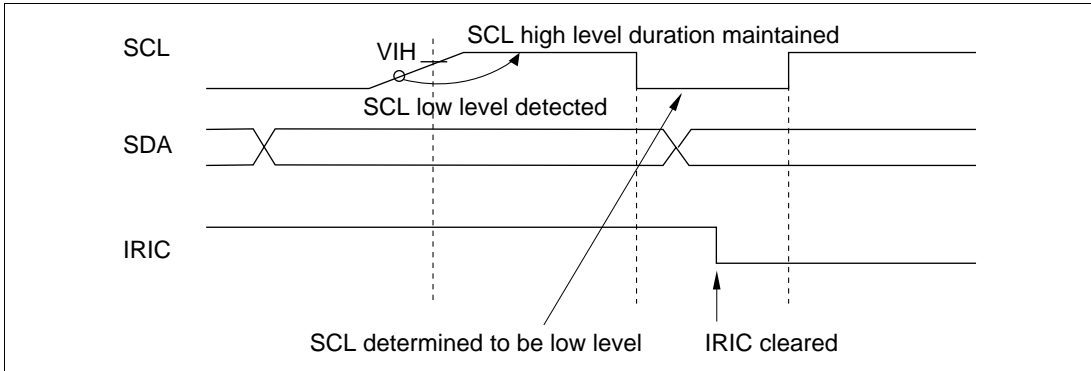 SCL
VIH
SCL high level duration maintained
SCL low level detected
SDA
IRIC
SCL determined to be low level
IRIC cleared